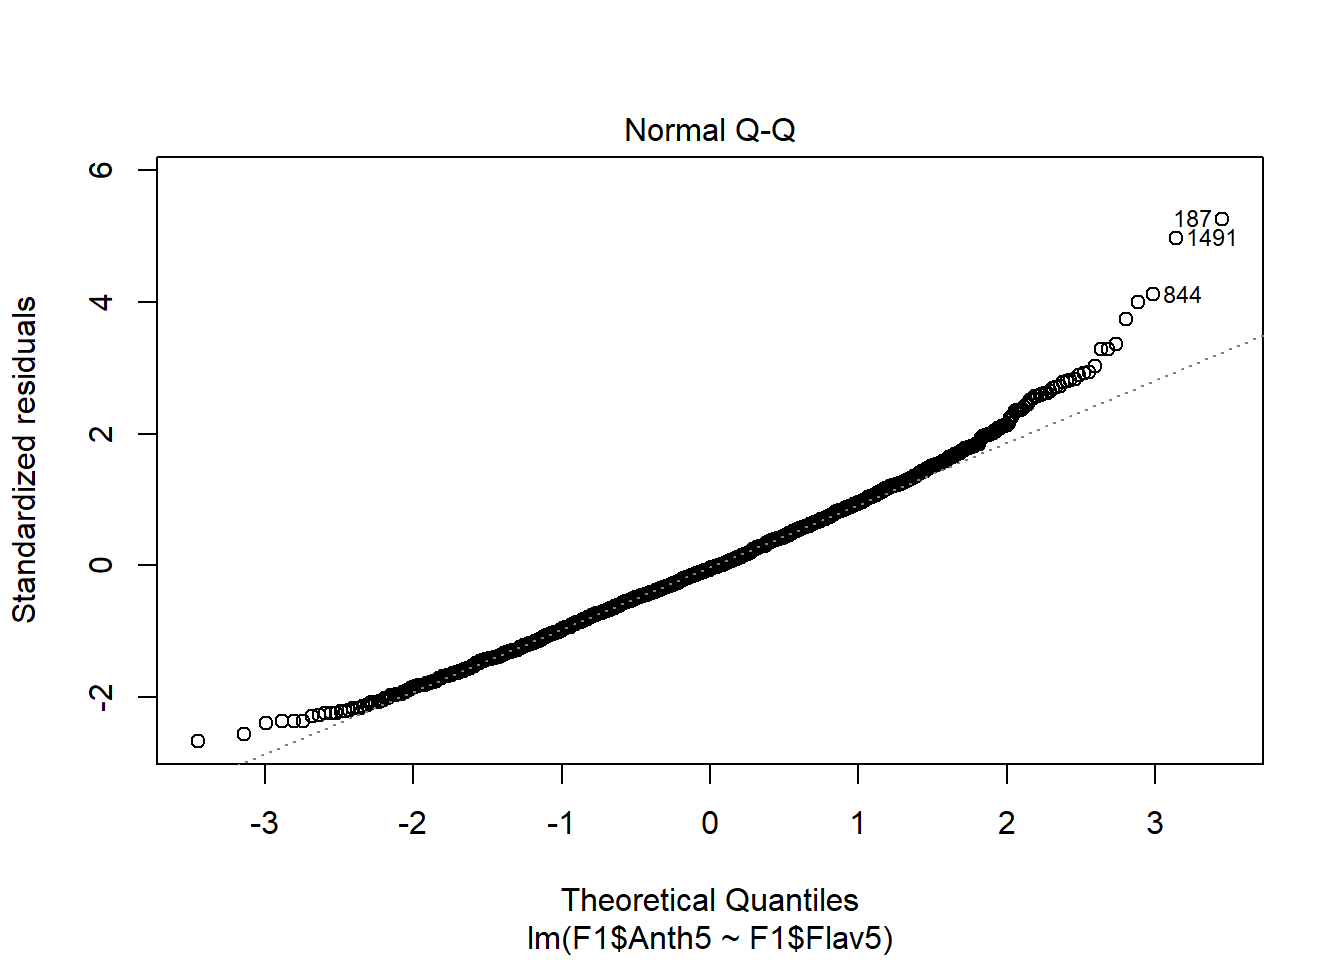 Normal Q-Q
Standardized residuals
6
4
2
0
-2
187
1491
844
-3 -2 -1 0 1 2 3
Theoretical Quantiles
lm(F1$Anth5 ~ F1$Flav5)